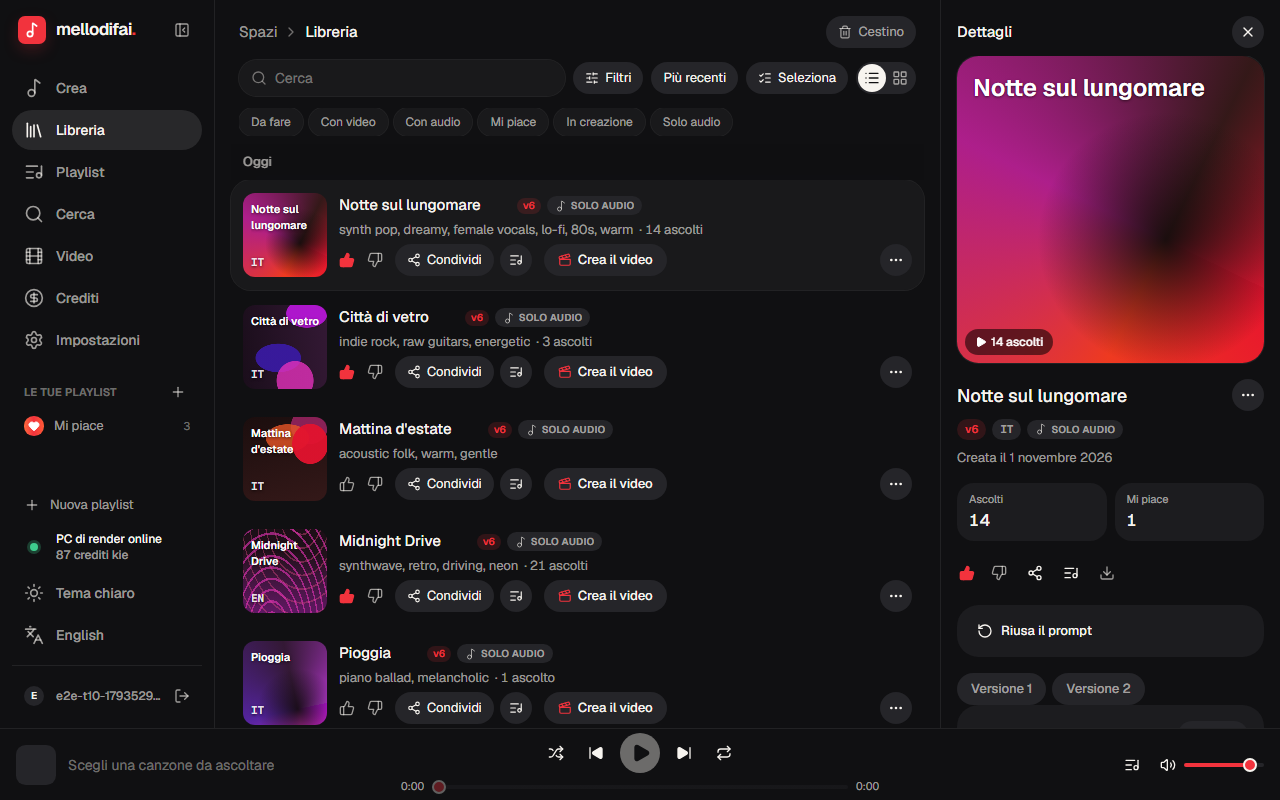 mellodifai.
Crea
Libreria
Playlist
Cerca
Video
Crediti
Impostazioni
LE TUE PLAYLIST
Mi piace 3
Nuova playlist
PC di render online
87 crediti kie
Tema chiaro
English
E e2e-t10-1793529...
Spazi > Libreria
Cestino
Cerca
Filtri
Più recenti
Seleziona
Da fare
Con video
Con audio
Mi piace
In creazione
Solo audio
Oggi
Notte sul
lungomare
IT
Notte sul lungomare v6 SOLO AUDIO
synth pop, dreamy, female vocals, lo-fi, 80s, warm · 14 ascolti
Condividi
Crea il video
Città di vetro
IT
Città di vetro v6 SOLO AUDIO
indie rock, raw guitars, energetic · 3 ascolti
Condividi
Crea il video
Mattina
d'estate
IT
Mattina d'estate v6 SOLO AUDIO
acoustic folk, warm, gentle
Condividi
Crea il video
Midnight
Drive
EN
Midnight Drive v6 SOLO AUDIO
synthwave, retro, driving, neon · 21 ascolti
Condividi
Crea il video
Pioggia
IT
Pioggia v6 SOLO AUDIO
piano ballad, melancholic · 1 ascolto
Condividi
Crea il video
Dettagli
Notte sul lungomare
14 ascolti
Notte sul lungomare
v6 IT SOLO AUDIO
Creata il 1 novembre 2026
Ascolti
14
Mi piace
1
Riusa il prompt
Versione 1
Versione 2
Scegli una canzone da ascoltare
0:00
0:00